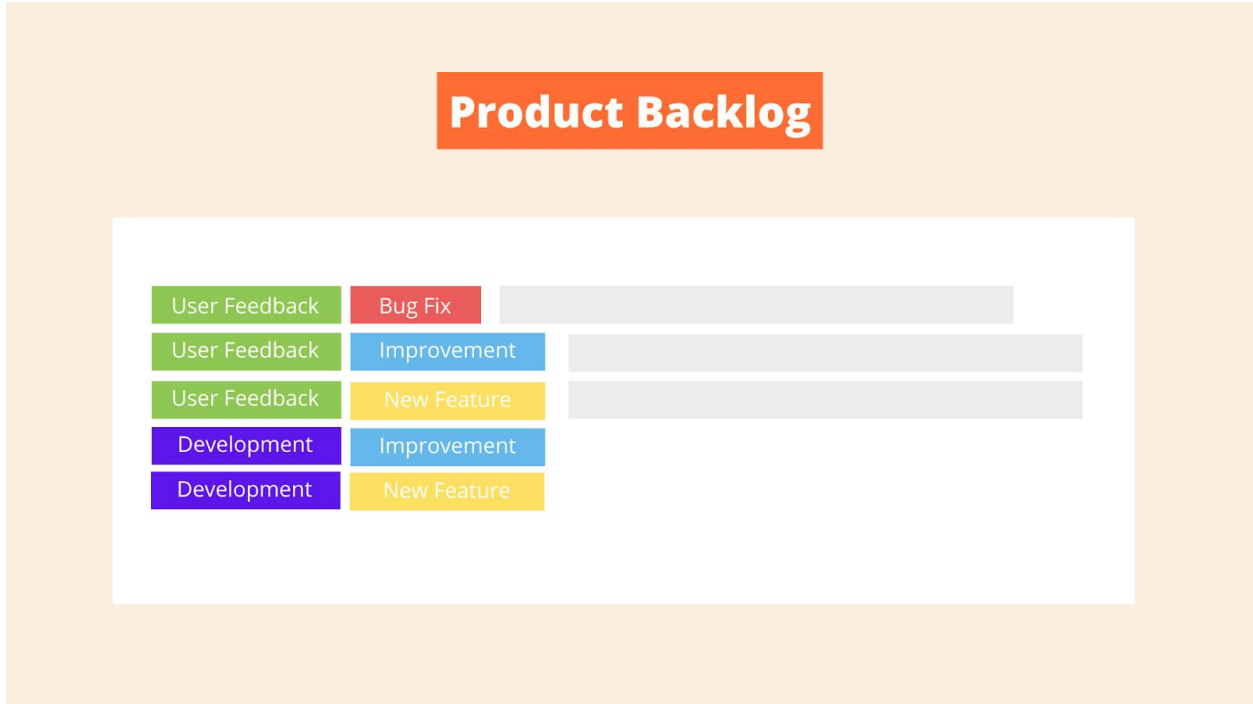 Product Backlog
User Feedback Bug Fix
User Feedback Improvement
User Feedback New Feature
Development Improvement
Development New Feature